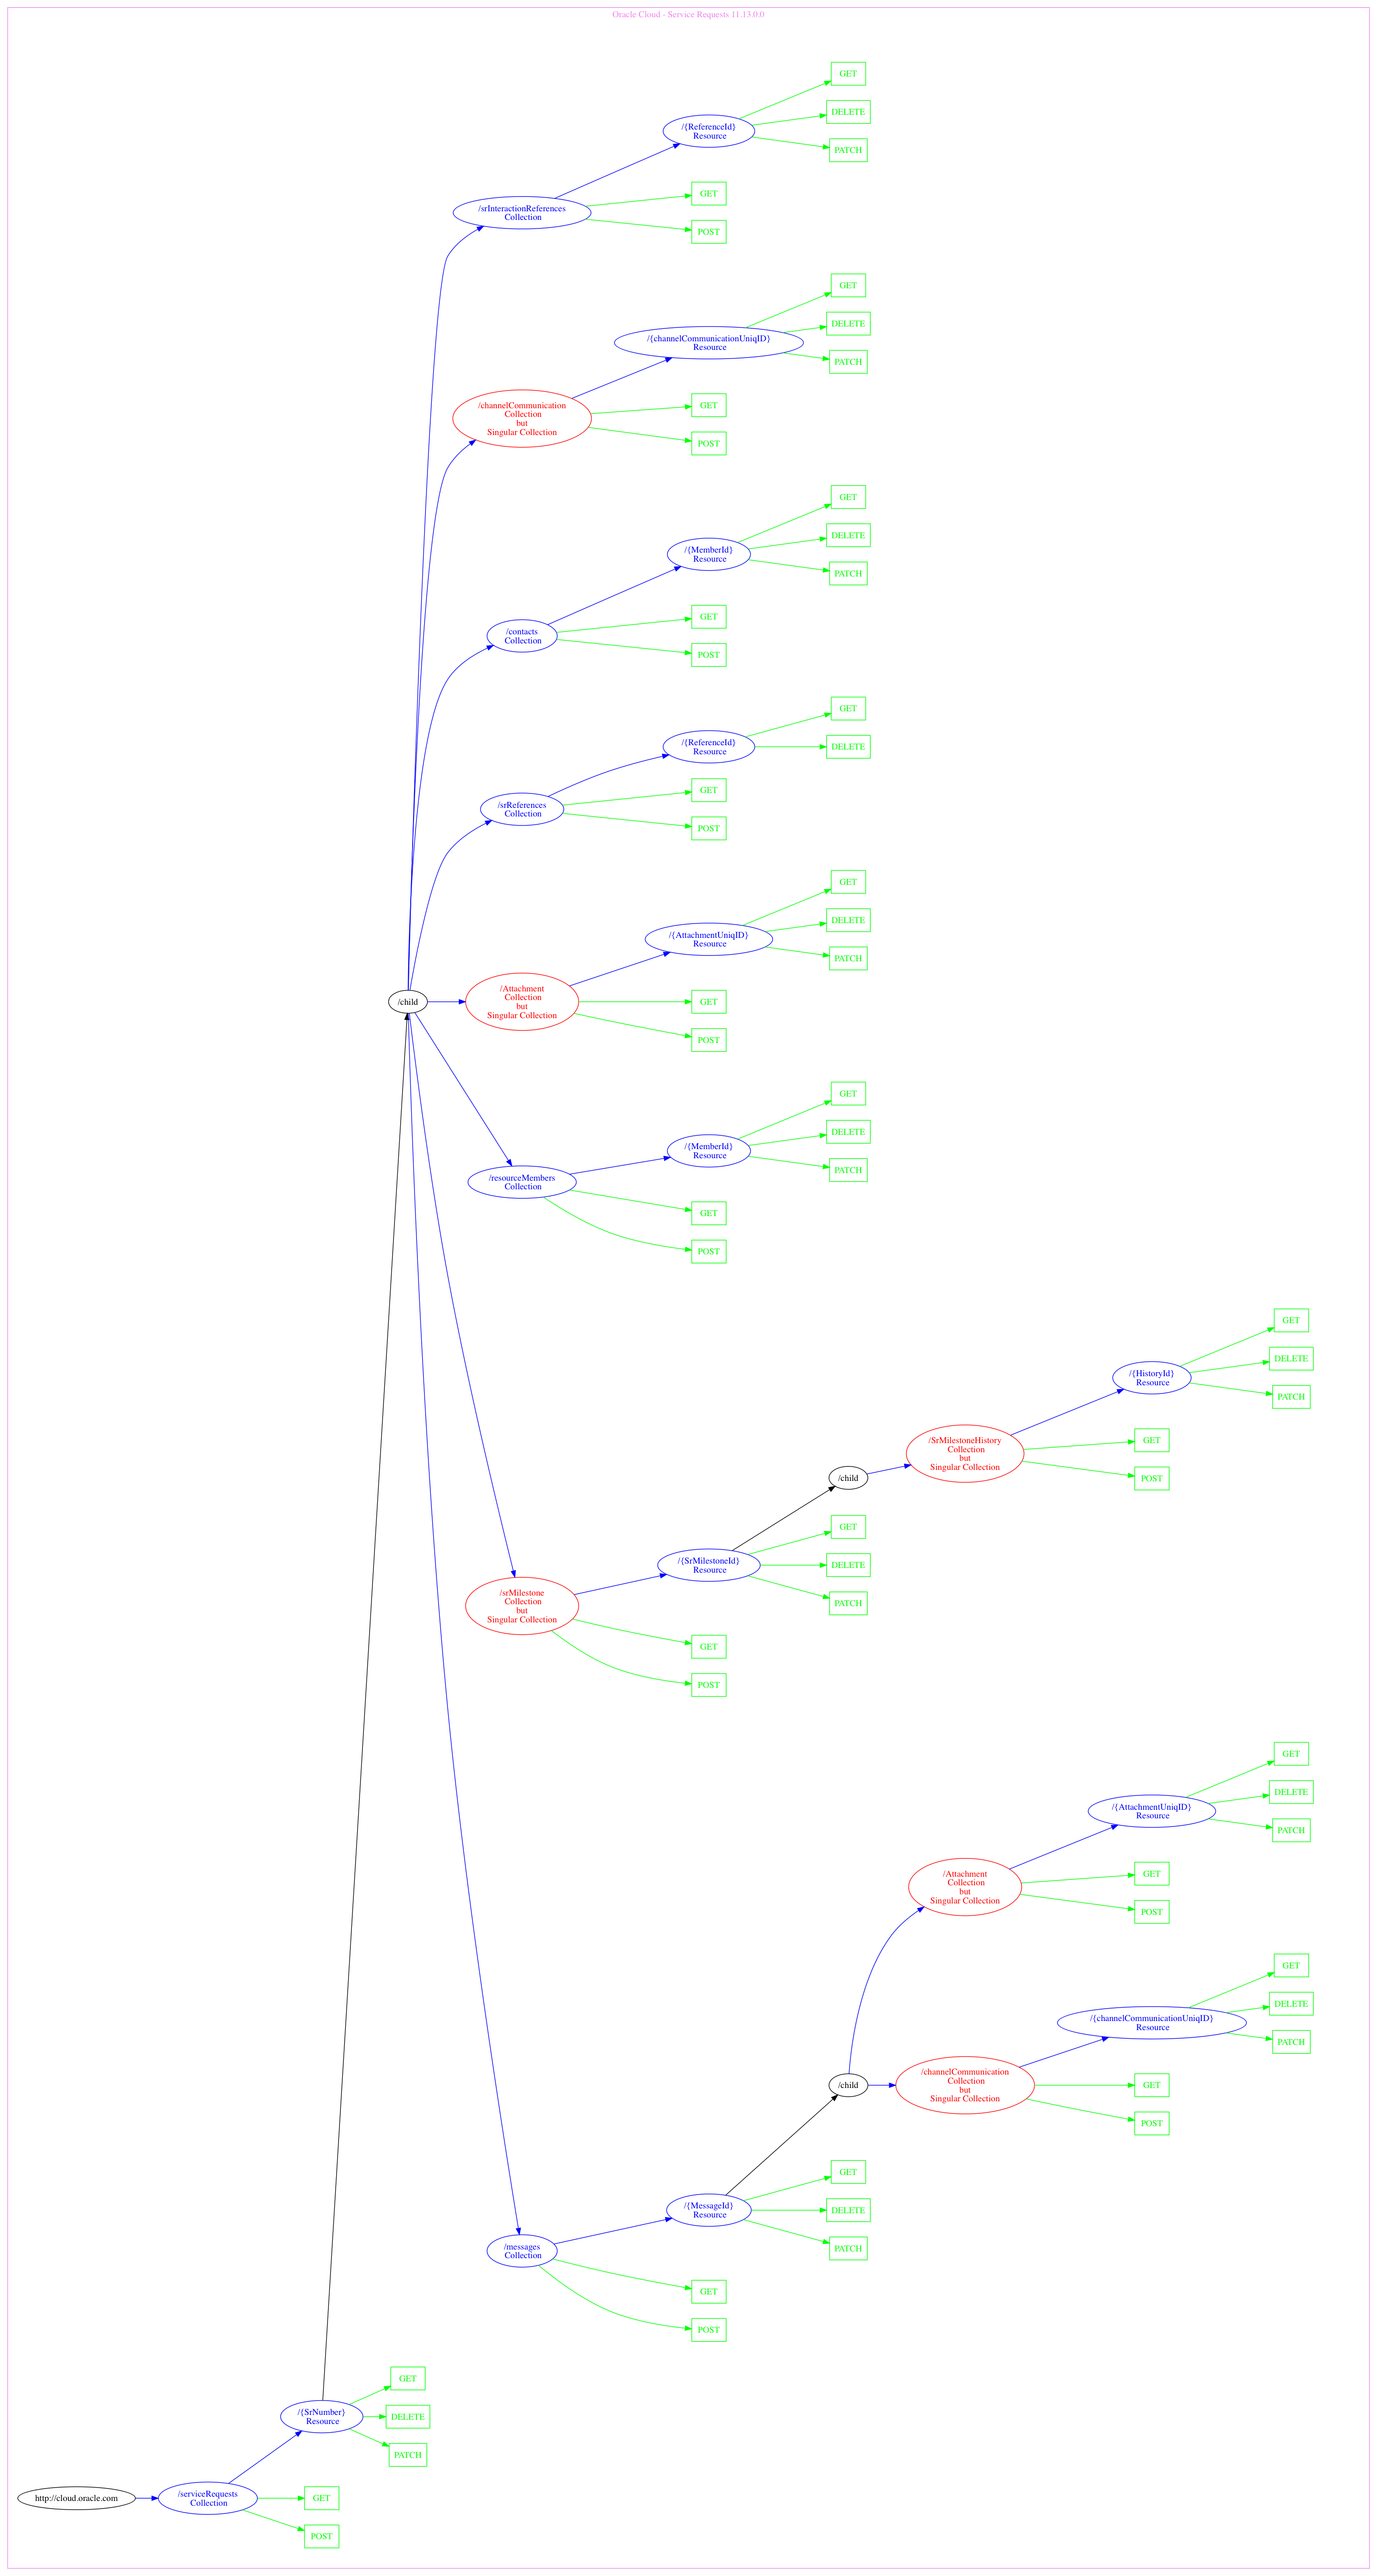 Oracle Cloud - Service Requests 11.13.0.0
GET
DELETE
/{ReferenceId}
Resource
PATCH
GET
/srInteractionReferences
Collection
POST
GET
DELETE
/{channelCommunicationUniqID}
Resource
PATCH
/channelCommunication
Collection
but
Singular Collection
GET
POST
GET
DELETE
/{MemberId}
Resource
PATCH
GET
/contacts
Collection
POST
GET
/{ReferenceId}
Resource
DELETE
GET
/srReferences
Collection
POST
GET
DELETE
/{AttachmentUniqID}
Resource
PATCH
/child
/Attachment
Collection
but
Singular Collection
GET
POST
GET
DELETE
/{MemberId}
Resource
PATCH
/resourceMembers
Collection
GET
POST
GET
DELETE
/{HistoryId}
Resource
PATCH
/SrMilestoneHistory
Collection
but
Singular Collection
GET
POST
/child
GET
/{SrMilestoneId}
Resource
DELETE
PATCH
/srMilestone
Collection
but
Singular Collection
GET
POST
GET
DELETE
/{AttachmentUniqID}
Resource
PATCH
/Attachment
Collection
but
Singular Collection
GET
POST
GET
DELETE
/{channelCommunicationUniqID}
Resource
PATCH
/child
/channelCommunication
Collection
but
Singular Collection
GET
POST
GET
/{MessageId}
Resource
DELETE
PATCH
/messages
Collection
GET
POST
GET
/{SrNumber}
Resource
DELETE
PATCH
http://cloud.oracle.com
/serviceRequests
Collection
GET
POST